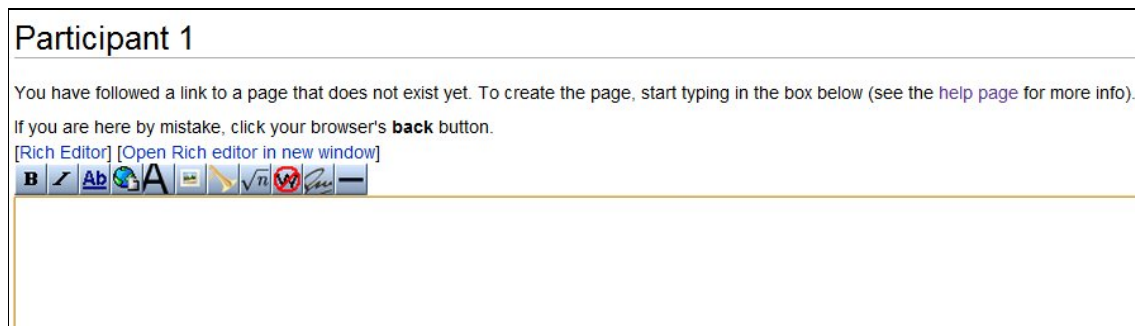 Participant 1
You have followed a link to a page that does not exist yet. To create the page, start typing in the box below (see the help page for more info).
If you are here by mistake, click your browser's back button.
[Rich Editor] [Open Rich editor in new window]
B I Ab A √n W